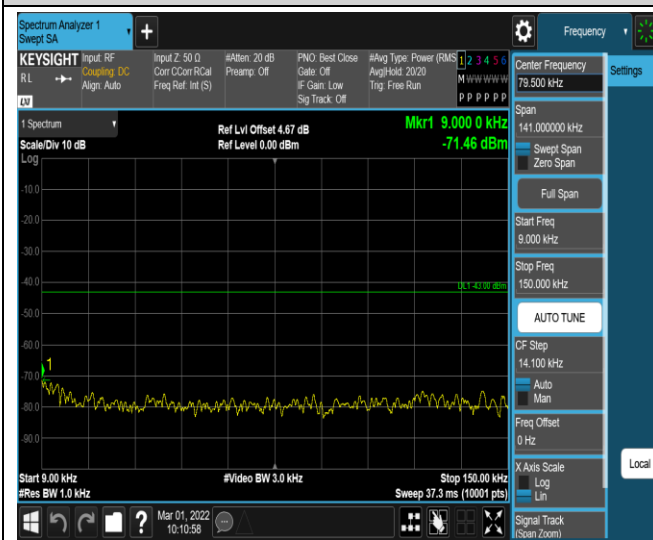 Spectrum Analyzer 1
Swept SA
Frequency
KEYSIGHT
RL
LXI
Input: RF
Coupling: DC
Align: Auto
Input Z: 50 Ω
Corr CCorr RCal
Freq Ref: Int (S)
#Atten: 20 dB
Preamp: Off
PNO: Best Close
Gate: Off
IF Gain: Low
Sig Track: Off
#Avg Type: Power (RMS
Avg|Hold: 20/20
Trig: Free Run
1 2 3 4 5 6
M W W W W W
P P P P P P
1 Spectrum
Scale/Div 10 dB
Log
Ref Lvl Offset 4.67 dB
Ref Level 0.00 dBm
Mkr1 9.000 0 kHz
-71.46 dBm
-10.0
-20.0
-30.0
-40.0
DL1 -43.00 dBm
-50.0
-60.0
1
-70.0
-80.0
-90.0
Start 9.00 kHz
#Res BW 1.0 kHz
#Video BW 3.0 kHz
Stop 150.00 kHz
Sweep 37.3 ms (10001 pts)
?
Mar 01, 2022
10:10:58
Center Frequency
79.500 kHz
Span
141.000000 kHz
Swept Span
Zero Span
Full Span
Start Freq
9.000 kHz
Stop Freq
150.000 kHz
AUTO TUNE
CF Step
14.100 kHz
Auto
Man
Freq Offset
0 Hz
X Axis Scale
Log
Lin
Signal Track
(Span Zoom)
Settings
Local